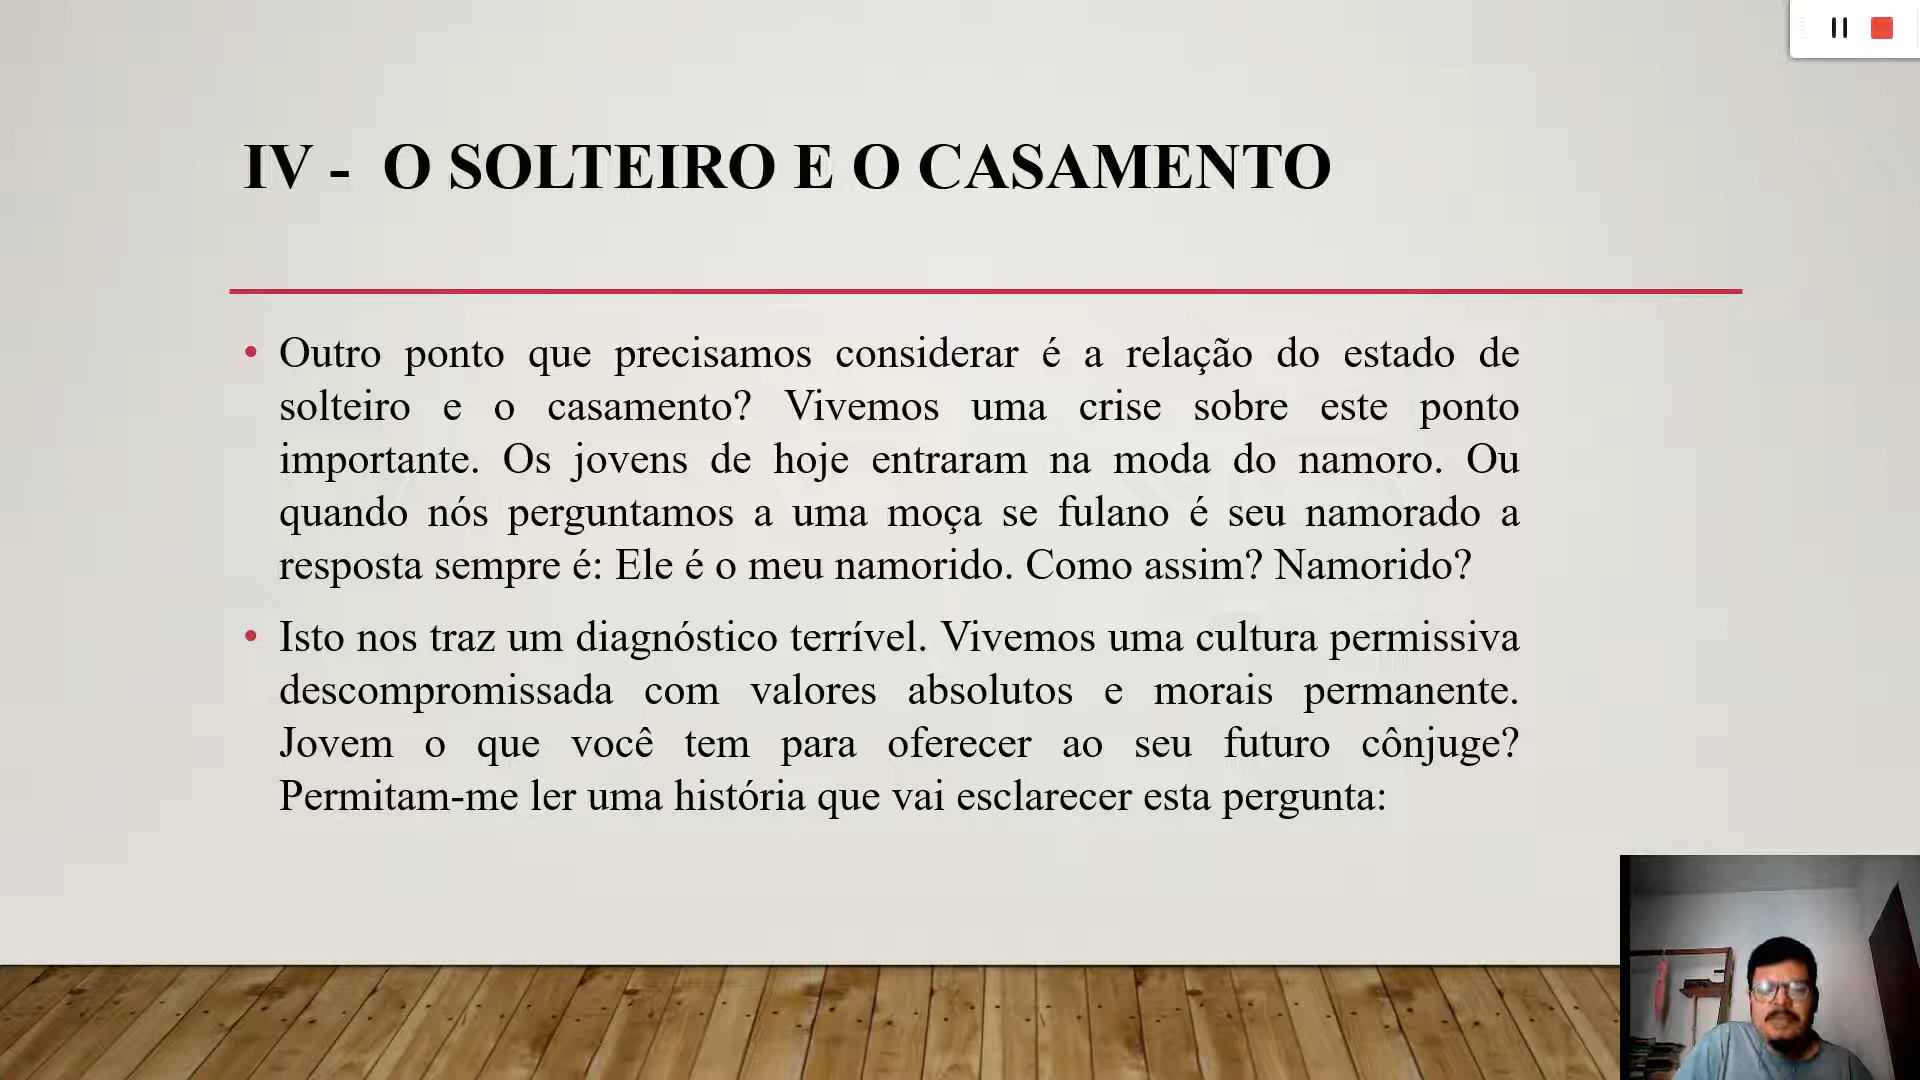 IV - O SOLTEIRO E O CASAMENTO
• Outro ponto que precisamos considerar é a relação do estado de
solteiro e o casamento? Vivemos uma crise sobre este ponto
importante. Os jovens de hoje entraram na moda do namoro. Ou
quando nós perguntamos a uma moça se fulano é seu namorado a
resposta sempre é: Ele é o meu namorido. Como assim? Namorido?
• Isto nos traz um diagnóstico terrível. Vivemos uma cultura permissiva
descompromissada com valores absolutos e morais permanente.
Jovem o que você tem para oferecer ao seu futuro cônjuge?
Permitam-me ler uma história que vai esclarecer esta pergunta: